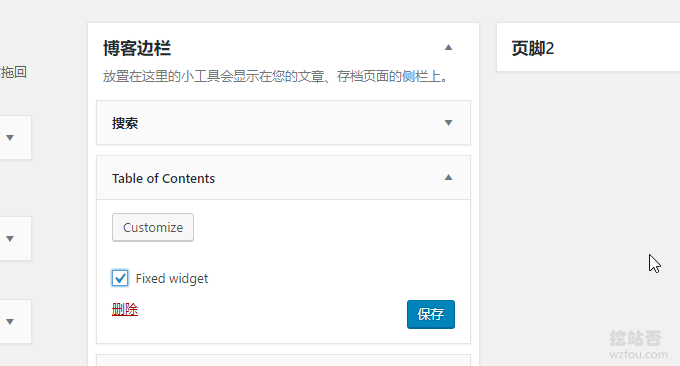 拖回
博客边栏
放置在这里的小工具会显示在您的文章、存档页面的侧栏上。
搜索
Table of Contents
Customize
Fixed widget
删除
保存
页脚2
挖站否
wzfou.com